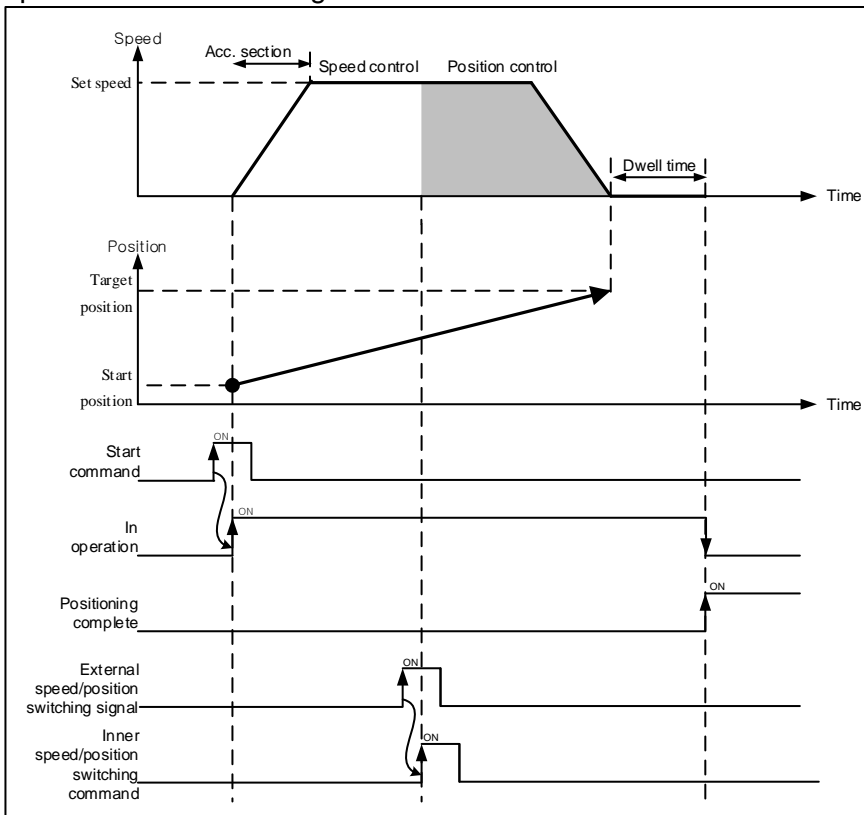 Speed
Acc. section
Speed control
Position control
Set speed
Dwell time
Time
Position
Target
position
Start
position
Time
ON
Start
command
ON
In
operation
ON
Positioning
complete
ON
External
speed/position
switching signal
ON
Inner
speed/position
switching
command